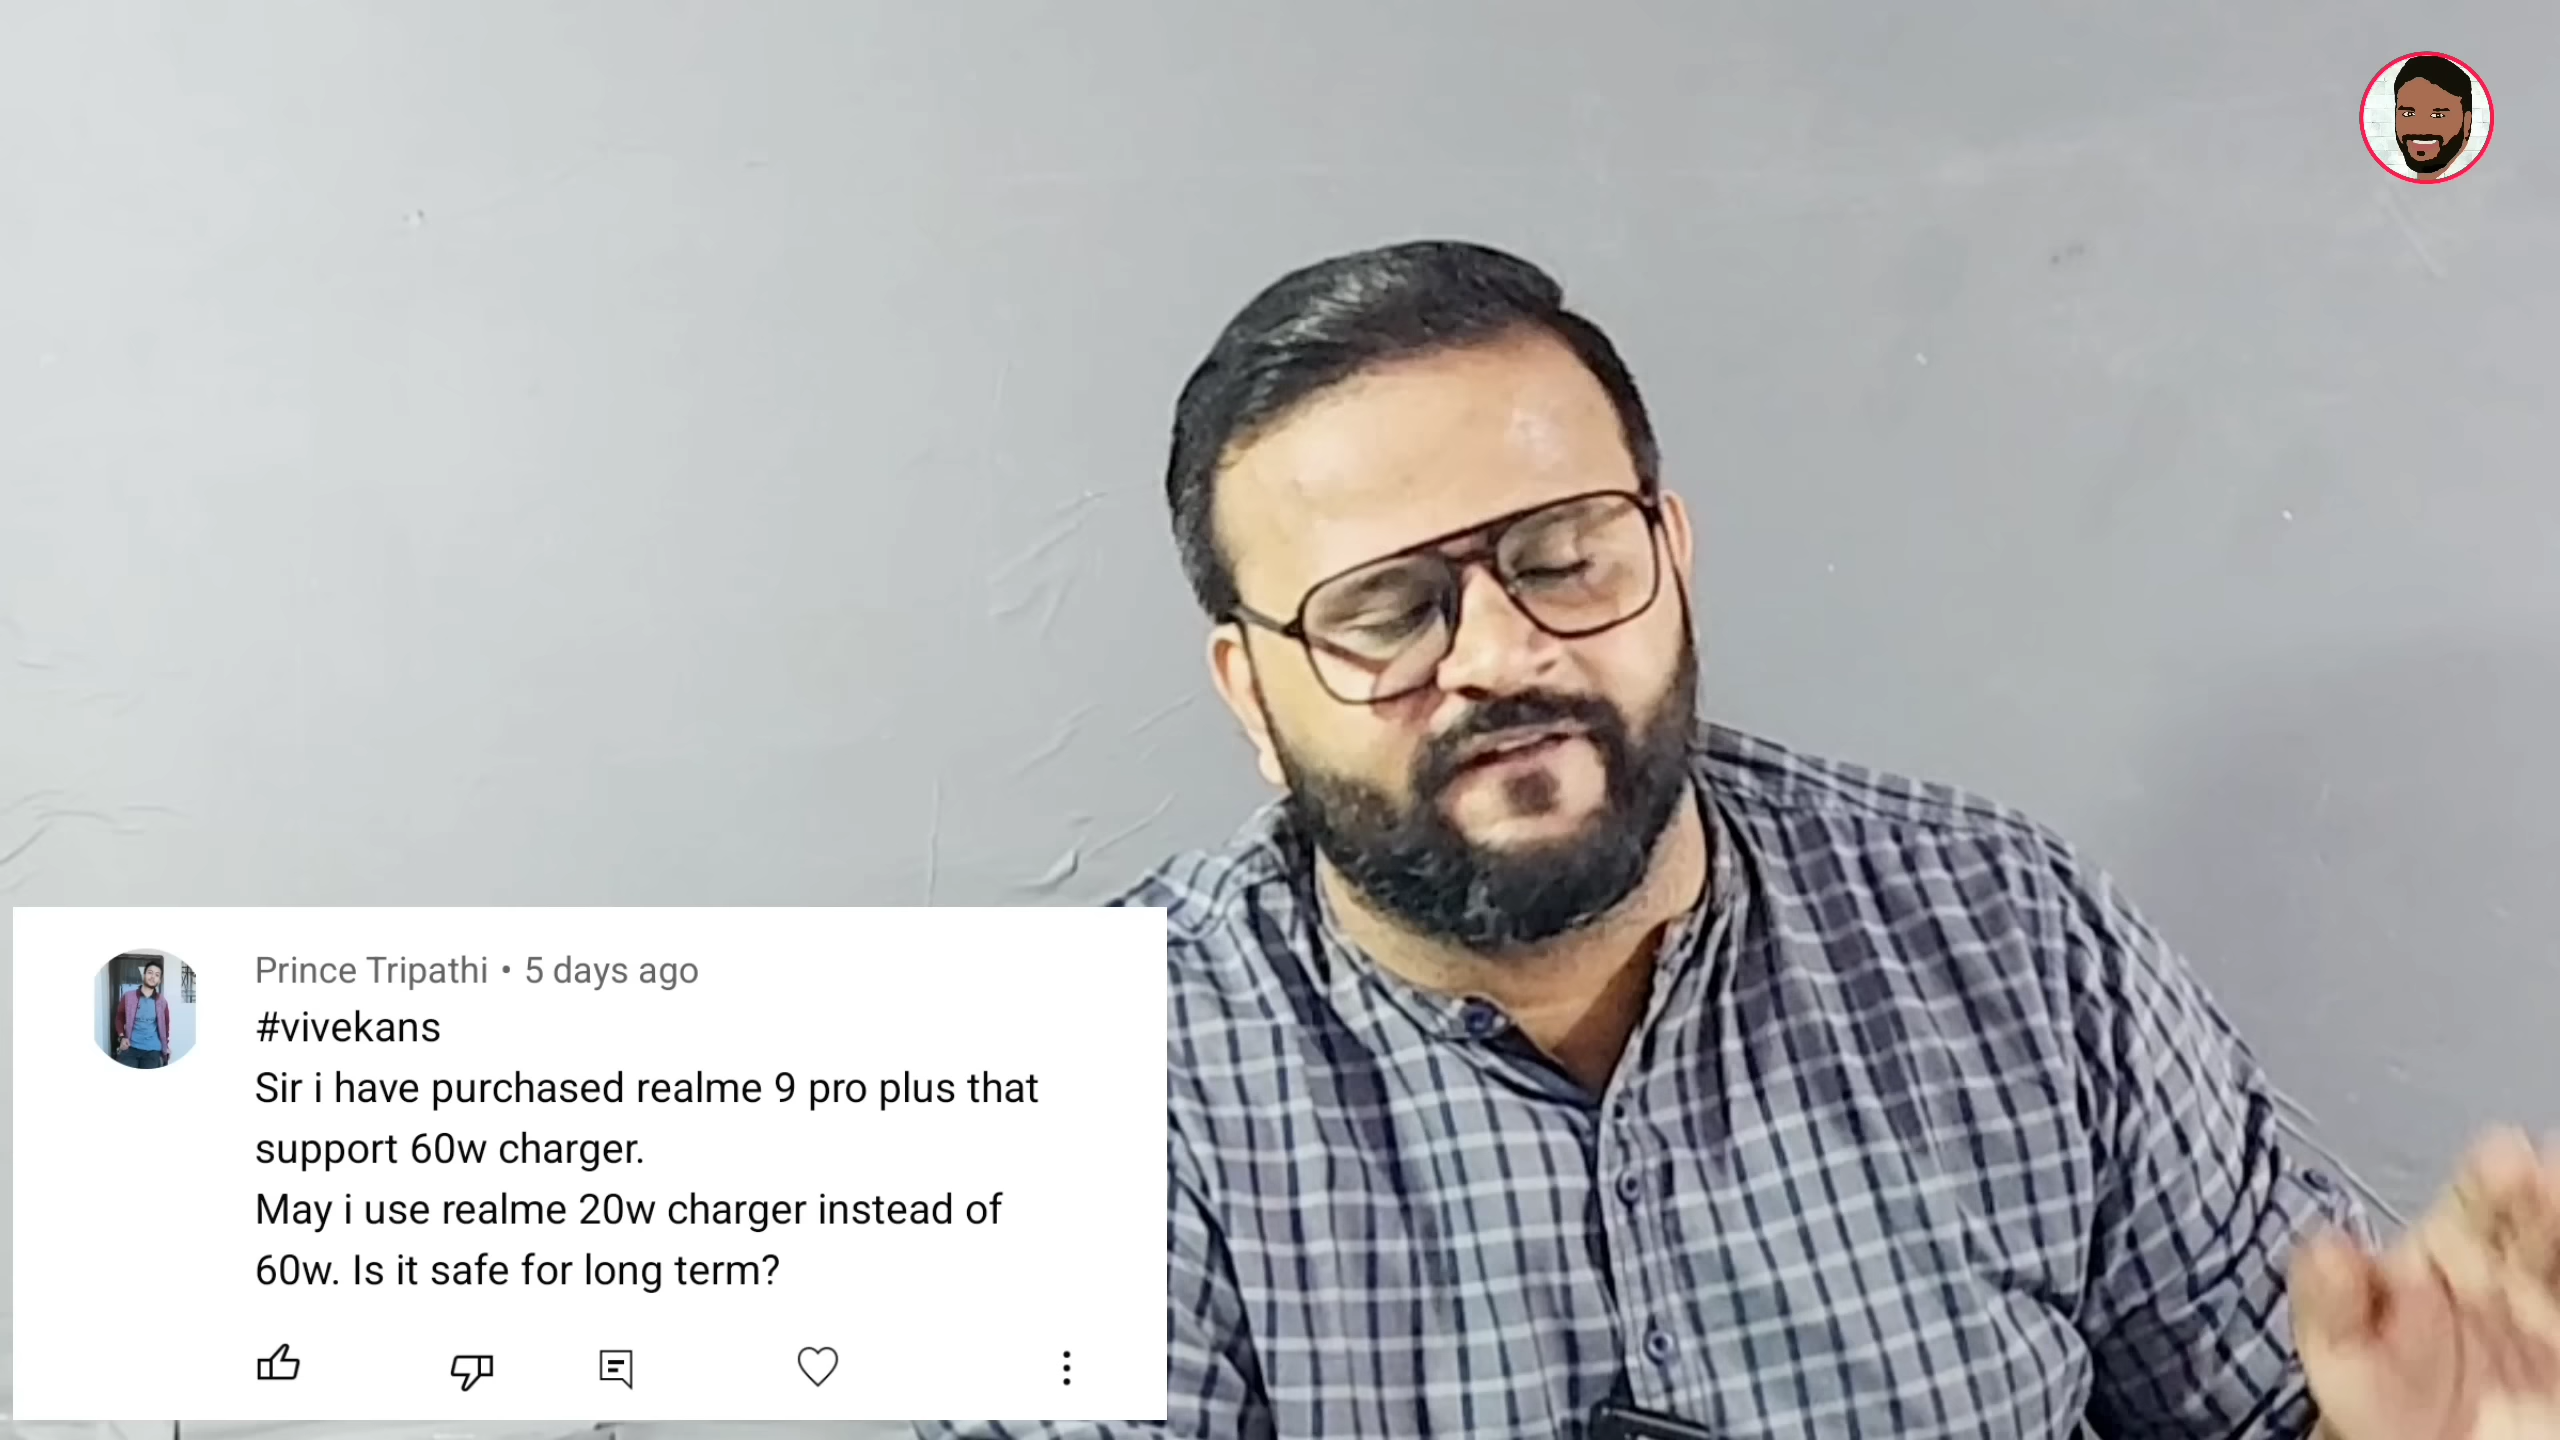 Prince Tripathi • 5 days ago
#vivekans
Sir i have purchased realme 9 pro plus that
support 60w charger.
May i use realme 20w charger instead of
60w. Is it safe for long term?